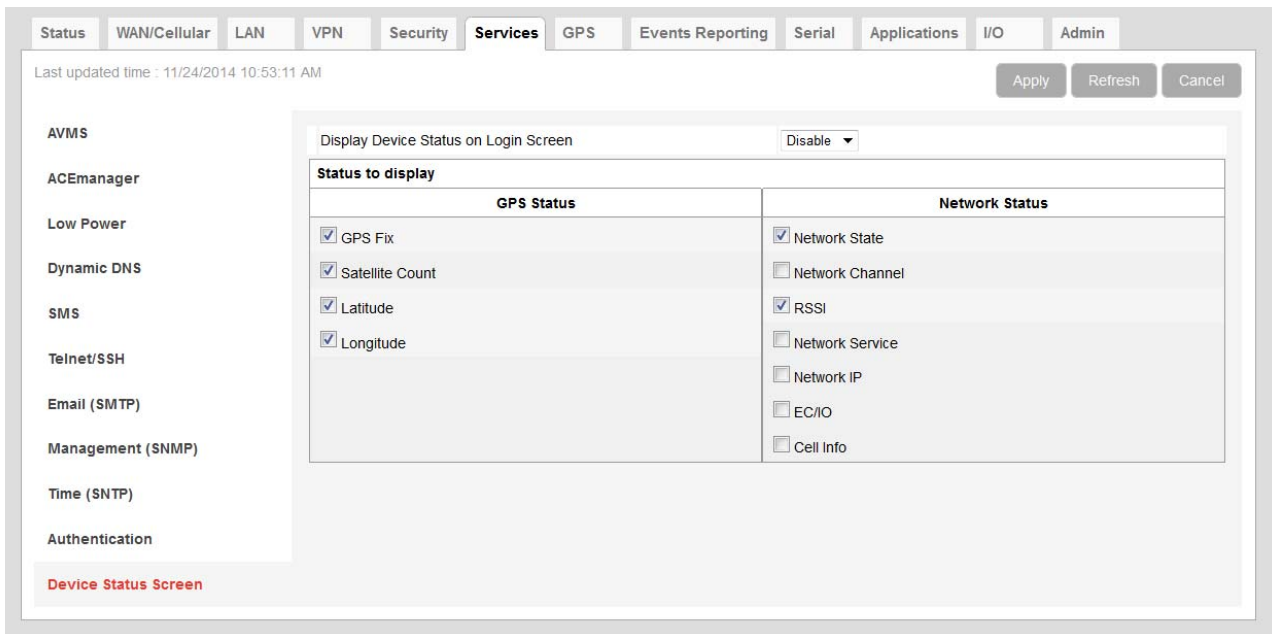 Status WAN/Cellular LAN VPN Security Services GPS Events Reporting Serial Applications I/O Admin
Last updated time : 11/24/2014 10:53:11 AM
Apply Refresh Cancel
AVMS
ACEmanager
Low Power
Dynamic DNS
SMS
Telnet/SSH
Email (SMTP)
Management (SNMP)
Time (SNTP)
Authentication
Device Status Screen
Display Device Status on Login Screen Disable
Status to display
GPS Status Network Status
GPS Fix Network State
Satellite Count Network Channel
Latitude RSSI
Longitude Network Service
Network IP
EC/IO
Cell Info